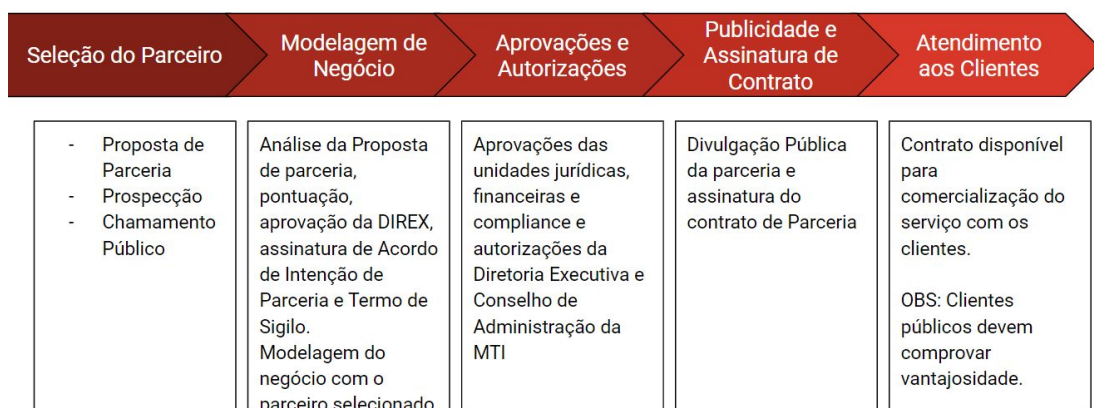 Seleção do Parceiro
Modelagem de
Negócio
Aprovações e
Autorizações
Publicidade e
Assinatura de
Contrato
Atendimento
aos Clientes
- Proposta de
Parceria
- Prospecção
- Chamamento
Público
Análise da Proposta
de parceria,
pontuação,
aprovação da DIREX,
assinatura de Acordo
de Intenção de
Parceria e Termo de
Sigilo.
Modelagem do
negócio com o
parceiro selecionado
Aprovações das
unidades jurídicas,
financeiras e
compliance e
autorizações da
Diretoria Executiva e
Conselho de
Administração da
MTI
Divulgação Pública
da parceria e
assinatura do
contrato de Parceria
Contrato disponível
para
comercialização do
serviço com os
clientes.
OBS: Clientes
públicos devem
comprovar
vantajosidade.